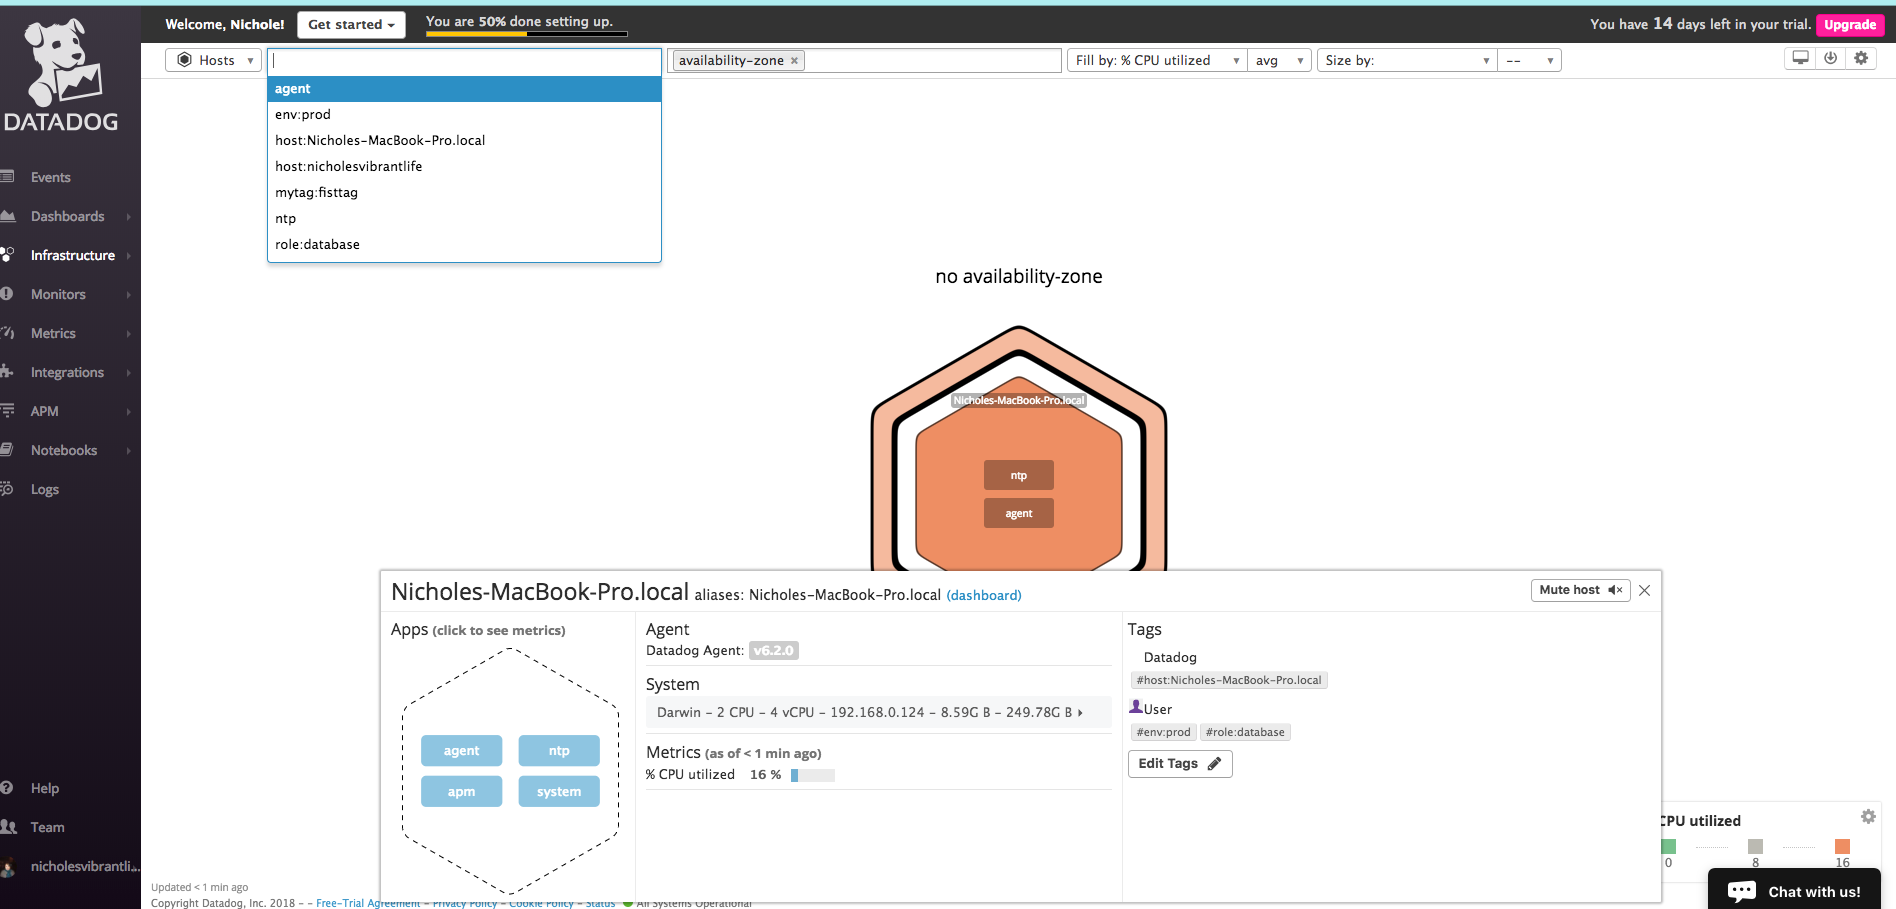 Welcome, Nichole!
Get started
You are 50% done setting up.
You have 14 days left in your trial.
Upgrade
DATADOG
Hosts
availability-zone ×
Fill by: % CPU utilized
avg
Size by:
--
agent
env:prod
host:Nicholes-MacBook-Pro.local
host:nicholesvibrantlife
mytag:fisttag
ntp
role:database
Events
Dashboards
Infrastructure
Monitors
Metrics
Integrations
APM
Notebooks
Logs
Help
Team
nicholesvibrantli...
no availability-zone
Nicholes-MacBook-Pro.local
ntp
agent
Nicholes-MacBook-Pro.local aliases: Nicholes-MacBook-Pro.local (dashboard)
Mute host
Apps (click to see metrics)
agent
ntp
apm
system
Agent
Datadog Agent: v6.2.0
System
Darwin - 2 CPU - 4 vCPU - 192.168.0.124 - 8.59G B - 249.78G B
Metrics (as of < 1 min ago)
% CPU utilized 16 %
Tags
Datadog
#host:Nicholes-MacBook-Pro.local
User
#env:prod #role:database
Edit Tags
CPU utilized
0 8 16
Chat with us!
Updated < 1 min ago
Copyright Datadog, Inc. 2018 - - Free-Trial Agreement - Privacy Policy - Cookie Policy - Status All Systems Operational